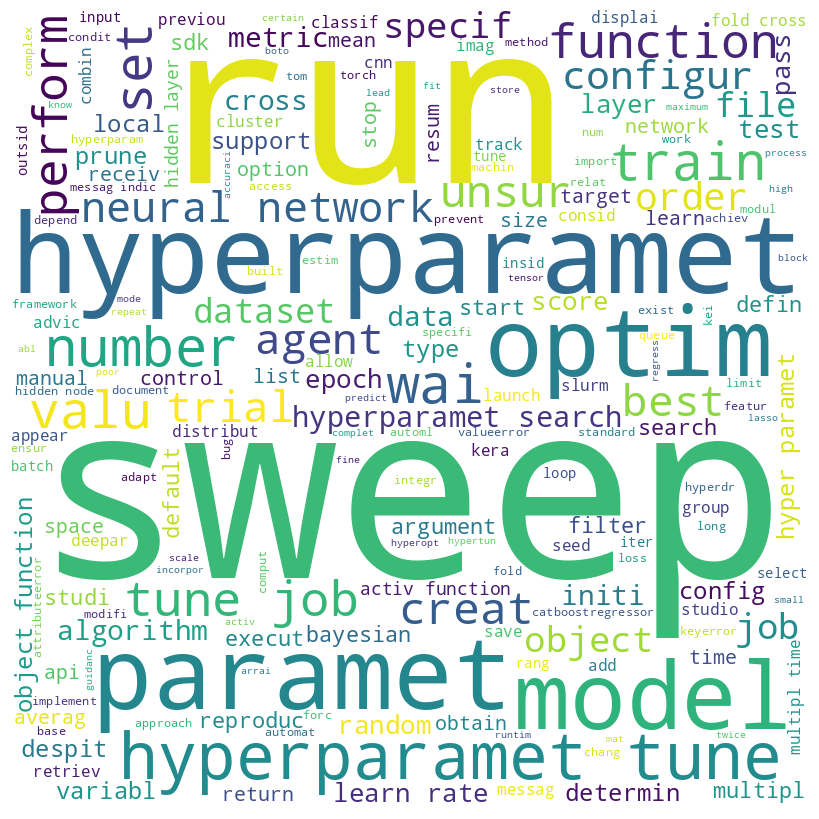 run
sweep
hyperparamet
optim
paramet
model
hyperparamet tune
function
specif
configur
perform
set
metric
mean
sdk
previou
input
certain
classif
displai
fold cross
complex
condit
combin
boto
tom
cnn
torch
imag
method
pass
file
layer
test
cross
cluster
support
option
stop
resum
lead
fit
store
maximum
know
outsid
local
prune
receiv
hidden layer
hyperparam
messag indic
accuraci
access
track
tune
machin
num
network
work
import
process
train
relat
high
unsur
order
target
learn
achiev
modul
depend
neural network
prevent
size
consid
insid
tensor
built
estim
block
framework
mode
repeat
advic
dataset
data
start
score
exist
kei
defin
abl
poor
number
agent
type
specifi
allow
queue
regress
limit
manual
hidden node
document
control
list
epoch
predict
wai
launch
slurm
best
featur
lasso
valu
trial
hyperparamet search
search
hyper paramet
appear
ensur
batch
distribut
bug
complet
automl
valueerror
standard
kera
adapt
fine
integr
loop
hyperdr
default
space
deepar
argument
filter
group
long
seed
iter
scale
incorpor
comput
hyperopt
hypertun
fold
loss
select
object function
attributeerror
studi
modifi
tune job
activ function
creat
catboostregressor
initi
config
studio
small
keyerror
job
algorithm
activ
execut
bayesian
save
object
time
api
guidanc
arrai
rang
add
implement
averag
base
approach
reproduc
forc
random
obtain
multipl time
despit
automat
runtim
mat
chang
twice
retriev
variabl
return
learn rate
messag
determin
multipl